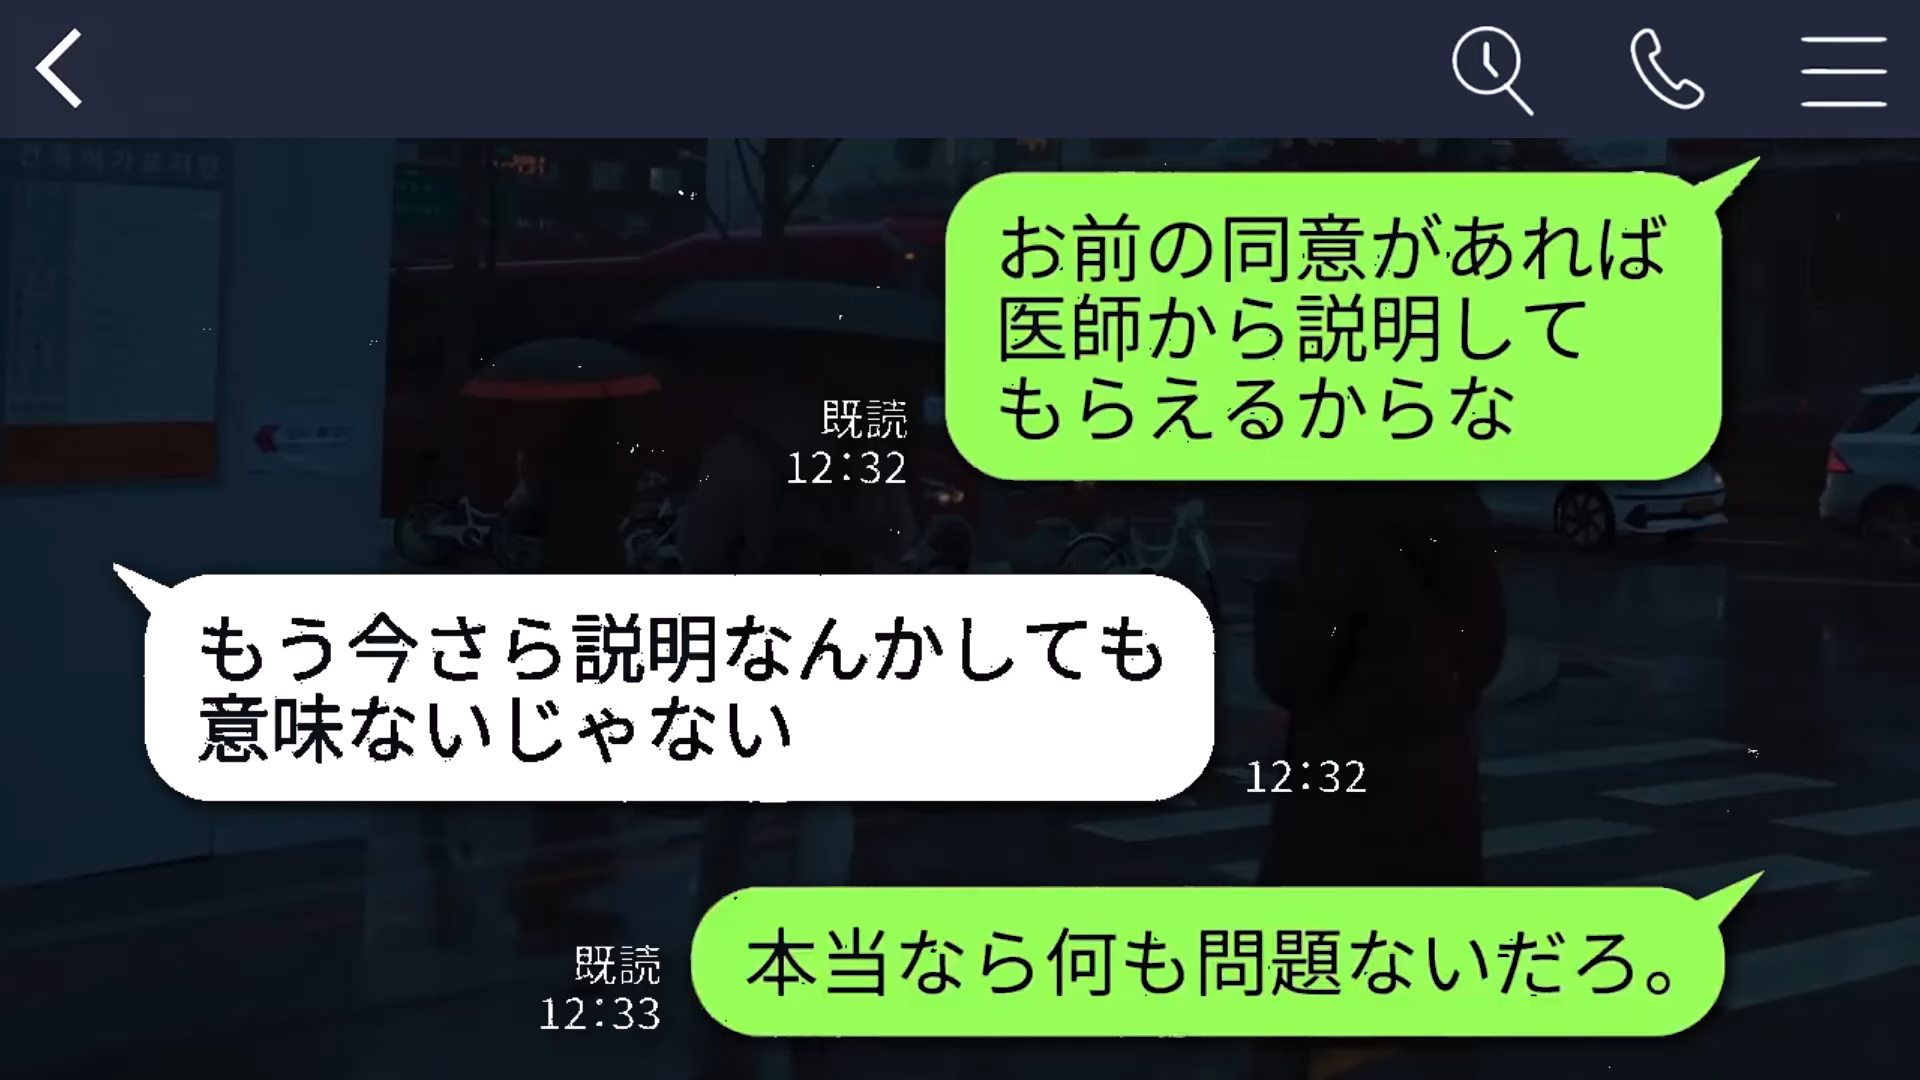 お前の同意があれば
医師から説明して
もらえるからな
既読
12:32
もう今さら説明なんかしても
意味ないじゃない
12:32
本当なら何も問題ないだろ。
既読
12:33